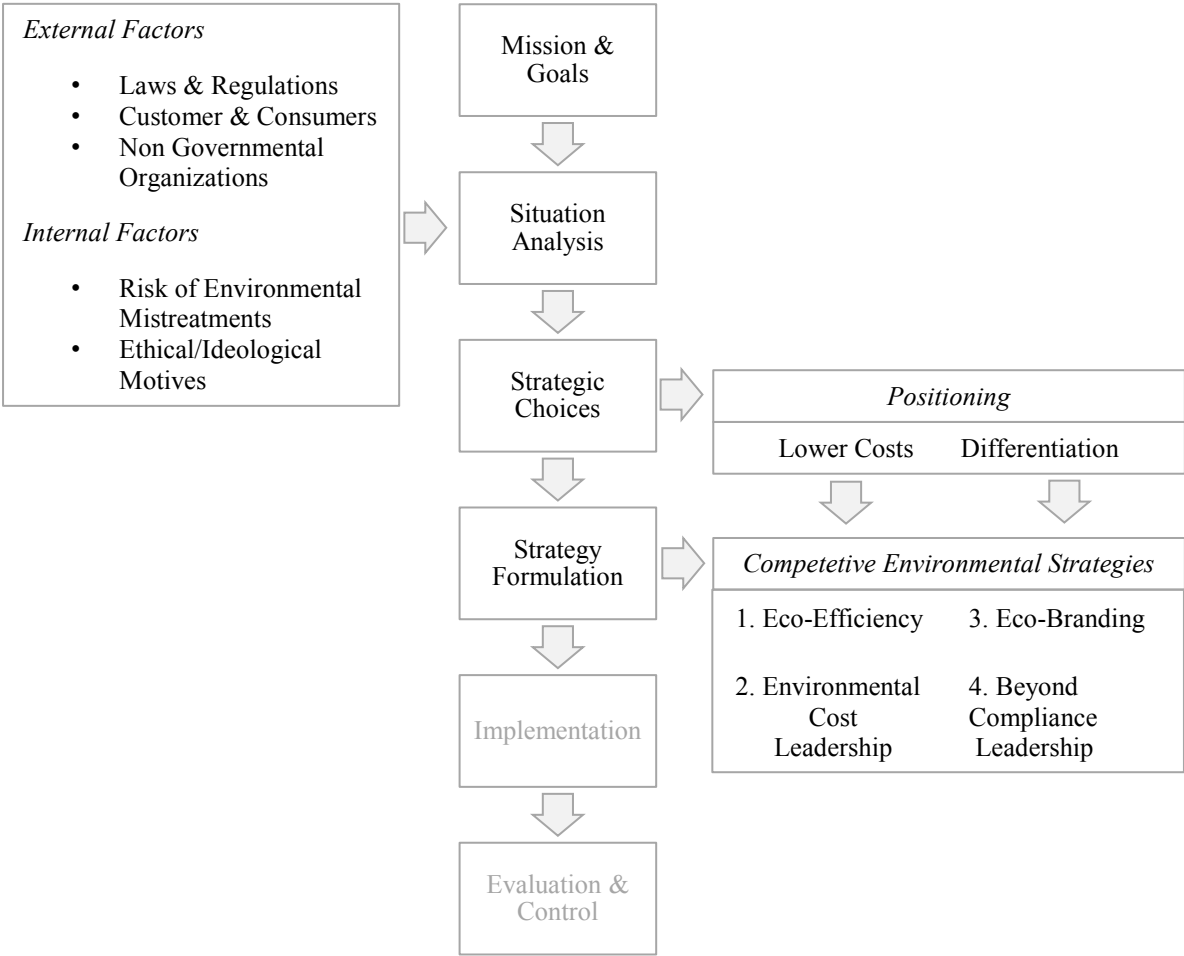 External Factors
• Laws & Regulations
• Customer & Consumers
• Non Governmental
Organizations
Internal Factors
• Risk of Environmental
Mistreatments
• Ethical/Ideological
Motives
Mission &
Goals
Situation
Analysis
Strategic
Choices
Positioning
Lower Costs Differentiation
Strategy
Formulation
Competetive Environmental Strategies
1. Eco-Efficiency
2. Environmental
Cost
Leadership
3. Eco-Branding
4. Beyond
Compliance
Leadership
Implementation
Evaluation &
Control